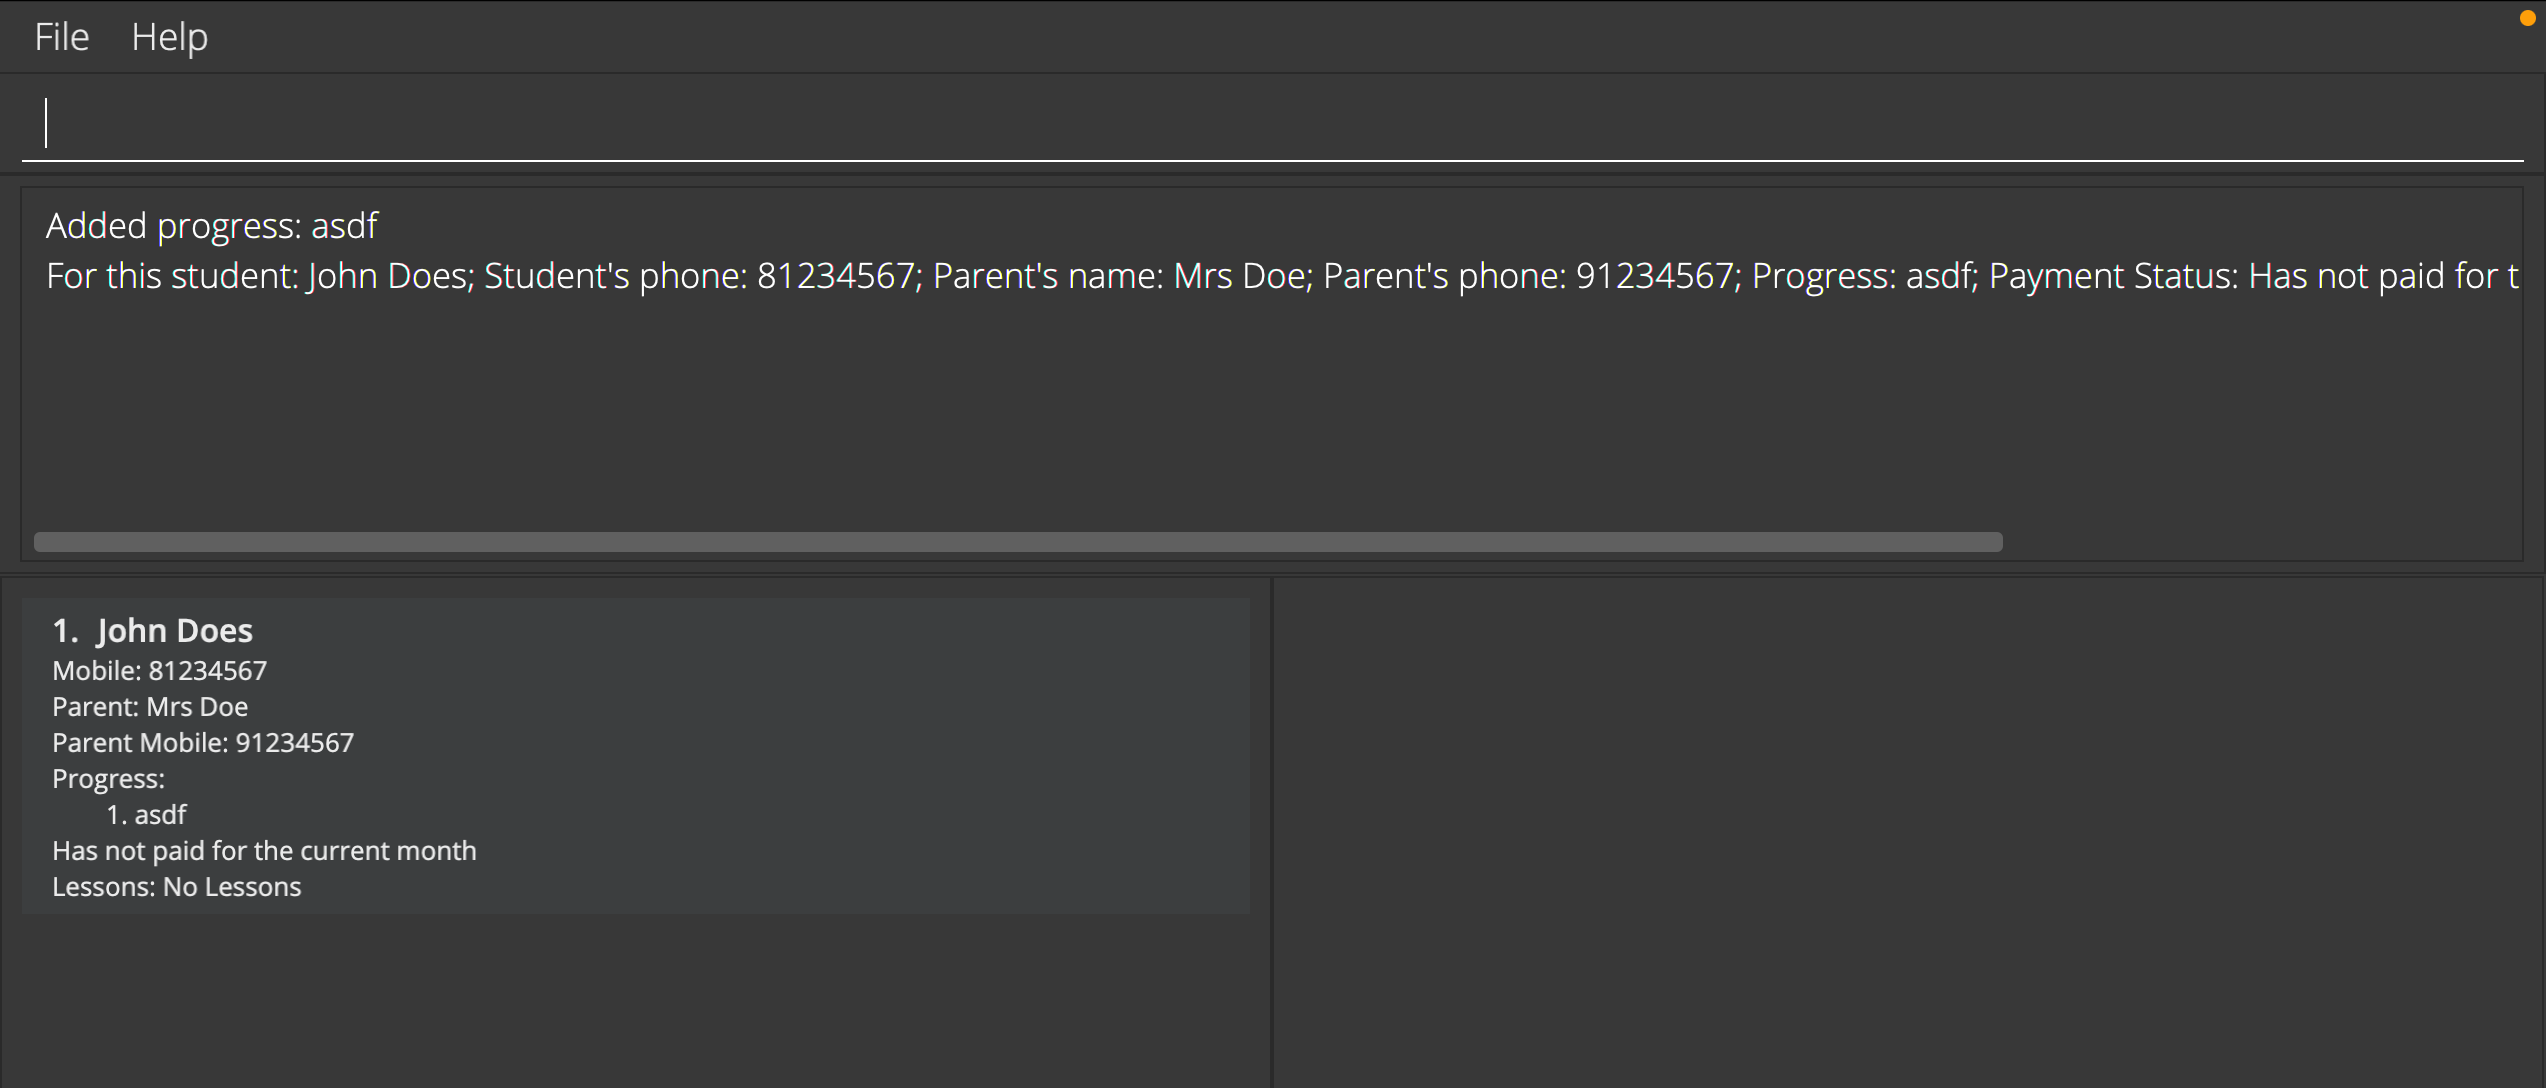 File Help
Added progress: asdf
For this student: John Does; Student's phone: 81234567; Parent's name: Mrs Doe; Parent's phone: 91234567; Progress: asdf; Payment Status: Has not paid for t
1. John Does
Mobile: 81234567
Parent: Mrs Doe
Parent Mobile: 91234567
Progress:
1. asdf
Has not paid for the current month
Lessons: No Lessons